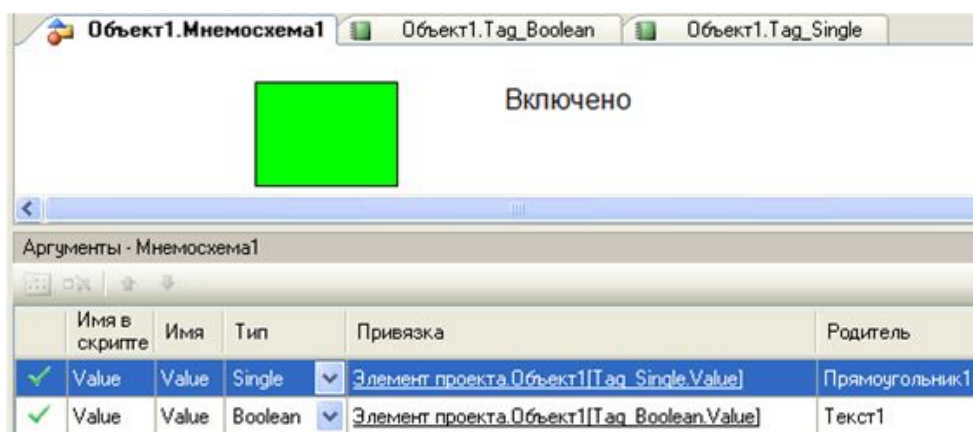 Объект1.Мнемосхема1 Объект1.Tag_Boolean Объект1.Tag_Single
Включено
Аргументы - Мнемосхема1
Имя в скрипте Имя Тип Привязка Родитель
Value Value Single Элемент проекта.Объект1[Tag_Single.Value] Прямоугольник1
Value Value Boolean Элемент проекта.Объект1[Tag_Boolean.Value] Текст1